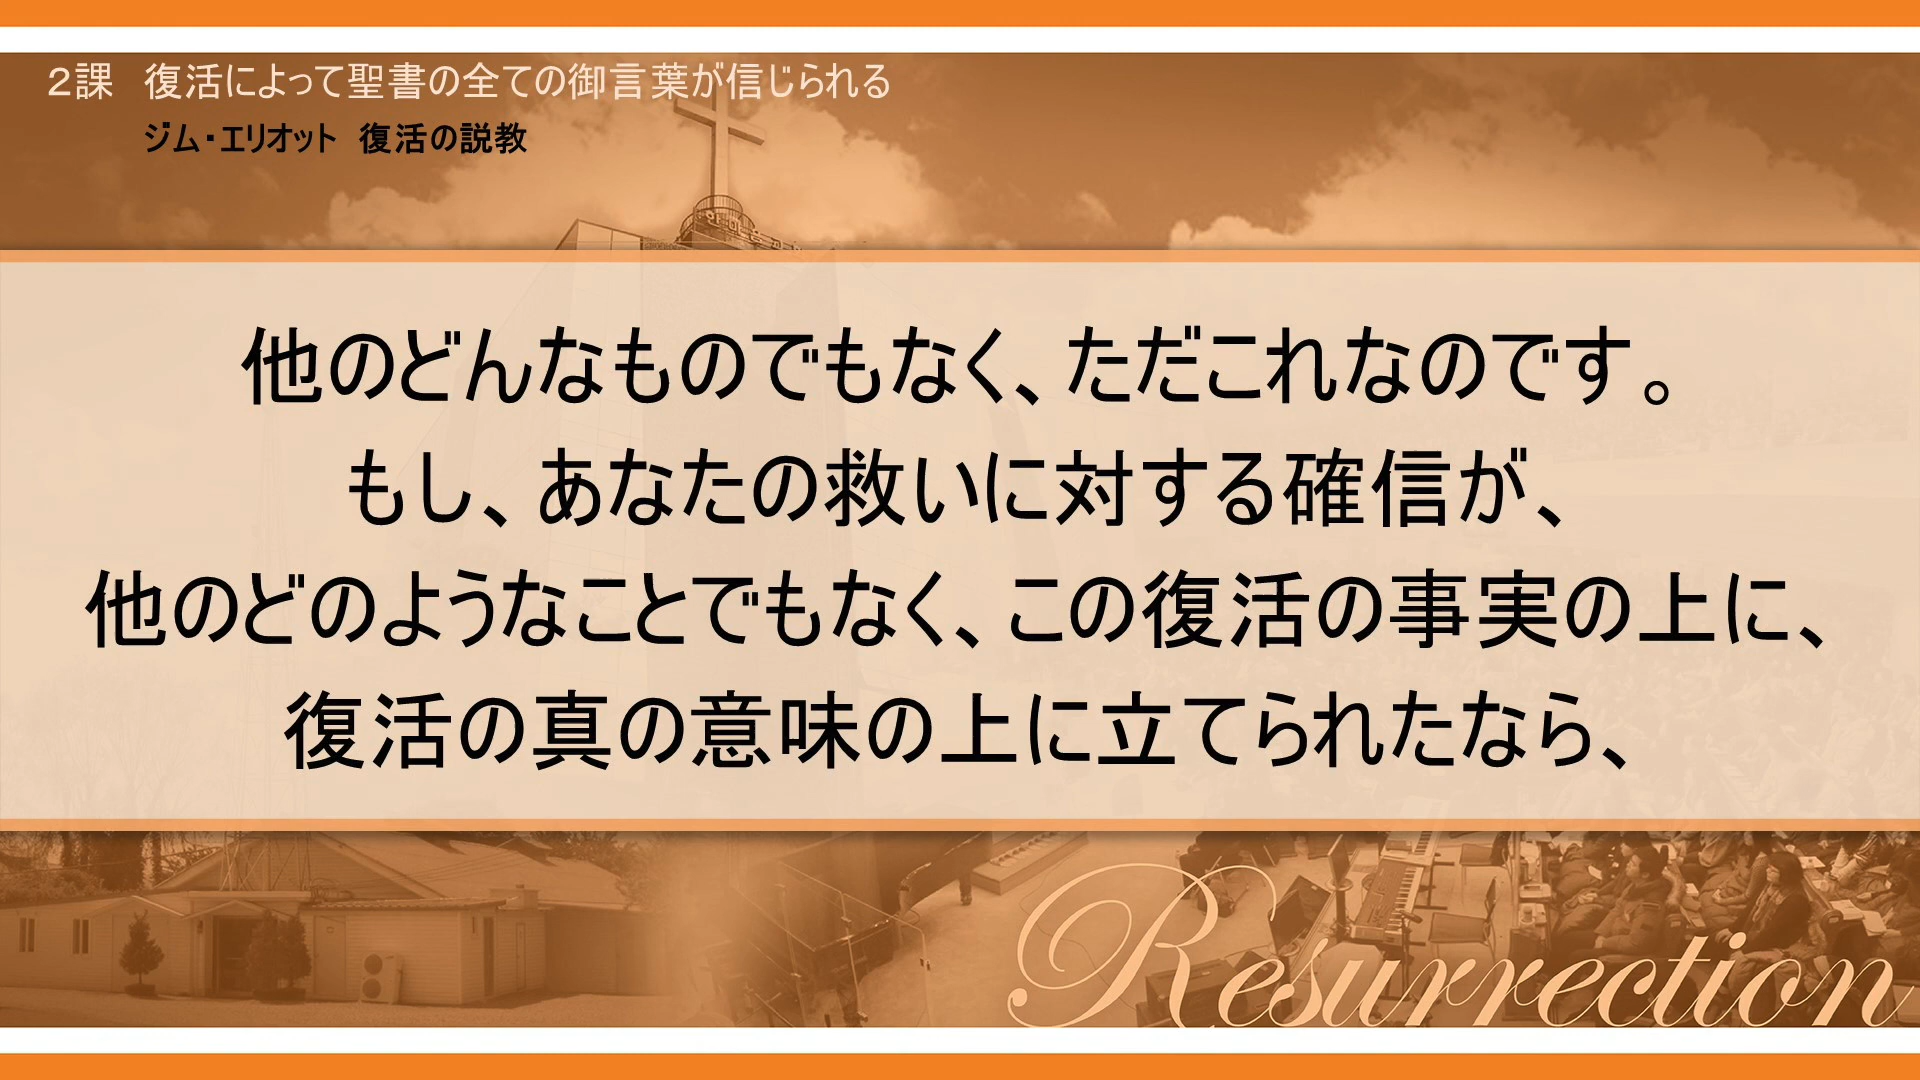 ２課　復活によって聖書の全ての御言葉が信じられる
ジム・エリオット　復活の説教
他のどんなものでもなく、ただこれなのです。
もし、あなたの救いに対する確信が、
他のどのようなことでもなく、この復活の事実の上に、
復活の真の意味の上に立てられたなら、
Resurrection